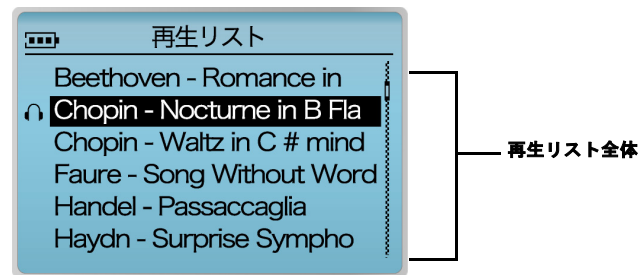 再生リスト
Beethoven - Romance in
Chopin - Nocturne in B Fla
Chopin - Waltz in C # mind
Faure - Song Without Word
Handel - Passaccaglia
Haydn - Surprise Sympho
再生リスト全体